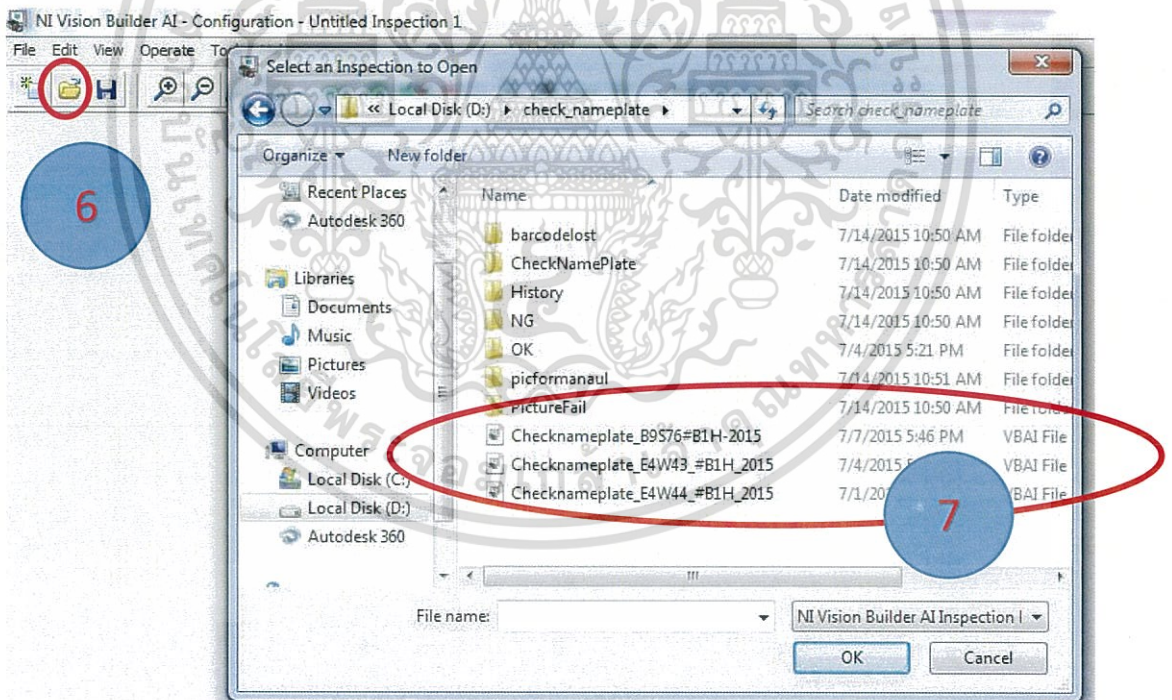 NI Vision Builder AI - Configuration - Untitled Inspection 1
File Edit View Operate
Select an Inspection to Open
« Local Disk (D:) ▸ check_nameplate ▸
Search check_nameplate
Organize New folder
6
Recent Places
Autodesk 360
Libraries
Documents
Music
Pictures
Videos
Computer
Local Disk (C:)
Local Disk (D:)
Autodesk 360
Name Date modified Type
barcodelost 7/14/2015 10:50 AM File folder
CheckNamePlate 7/14/2015 10:50 AM File folder
History 7/14/2015 10:50 AM File folder
NG 7/14/2015 10:50 AM File folder
OK 7/4/2015 5:21 PM File folder
picformanaul 7/14/2015 10:51 AM File folder
PictureFail 7/14/2015 10:50 AM File folder
Checknameplate_B9S76#B1H-2015 7/7/2015 5:46 PM VBAI File
Checknameplate_E4W43_#B1H_2015 7/4/2015 VBAI File
Checknameplate_E4W44_#B1H_2015 VBAI File
7
File name:
NI Vision Builder AI Inspection
OK Cancel